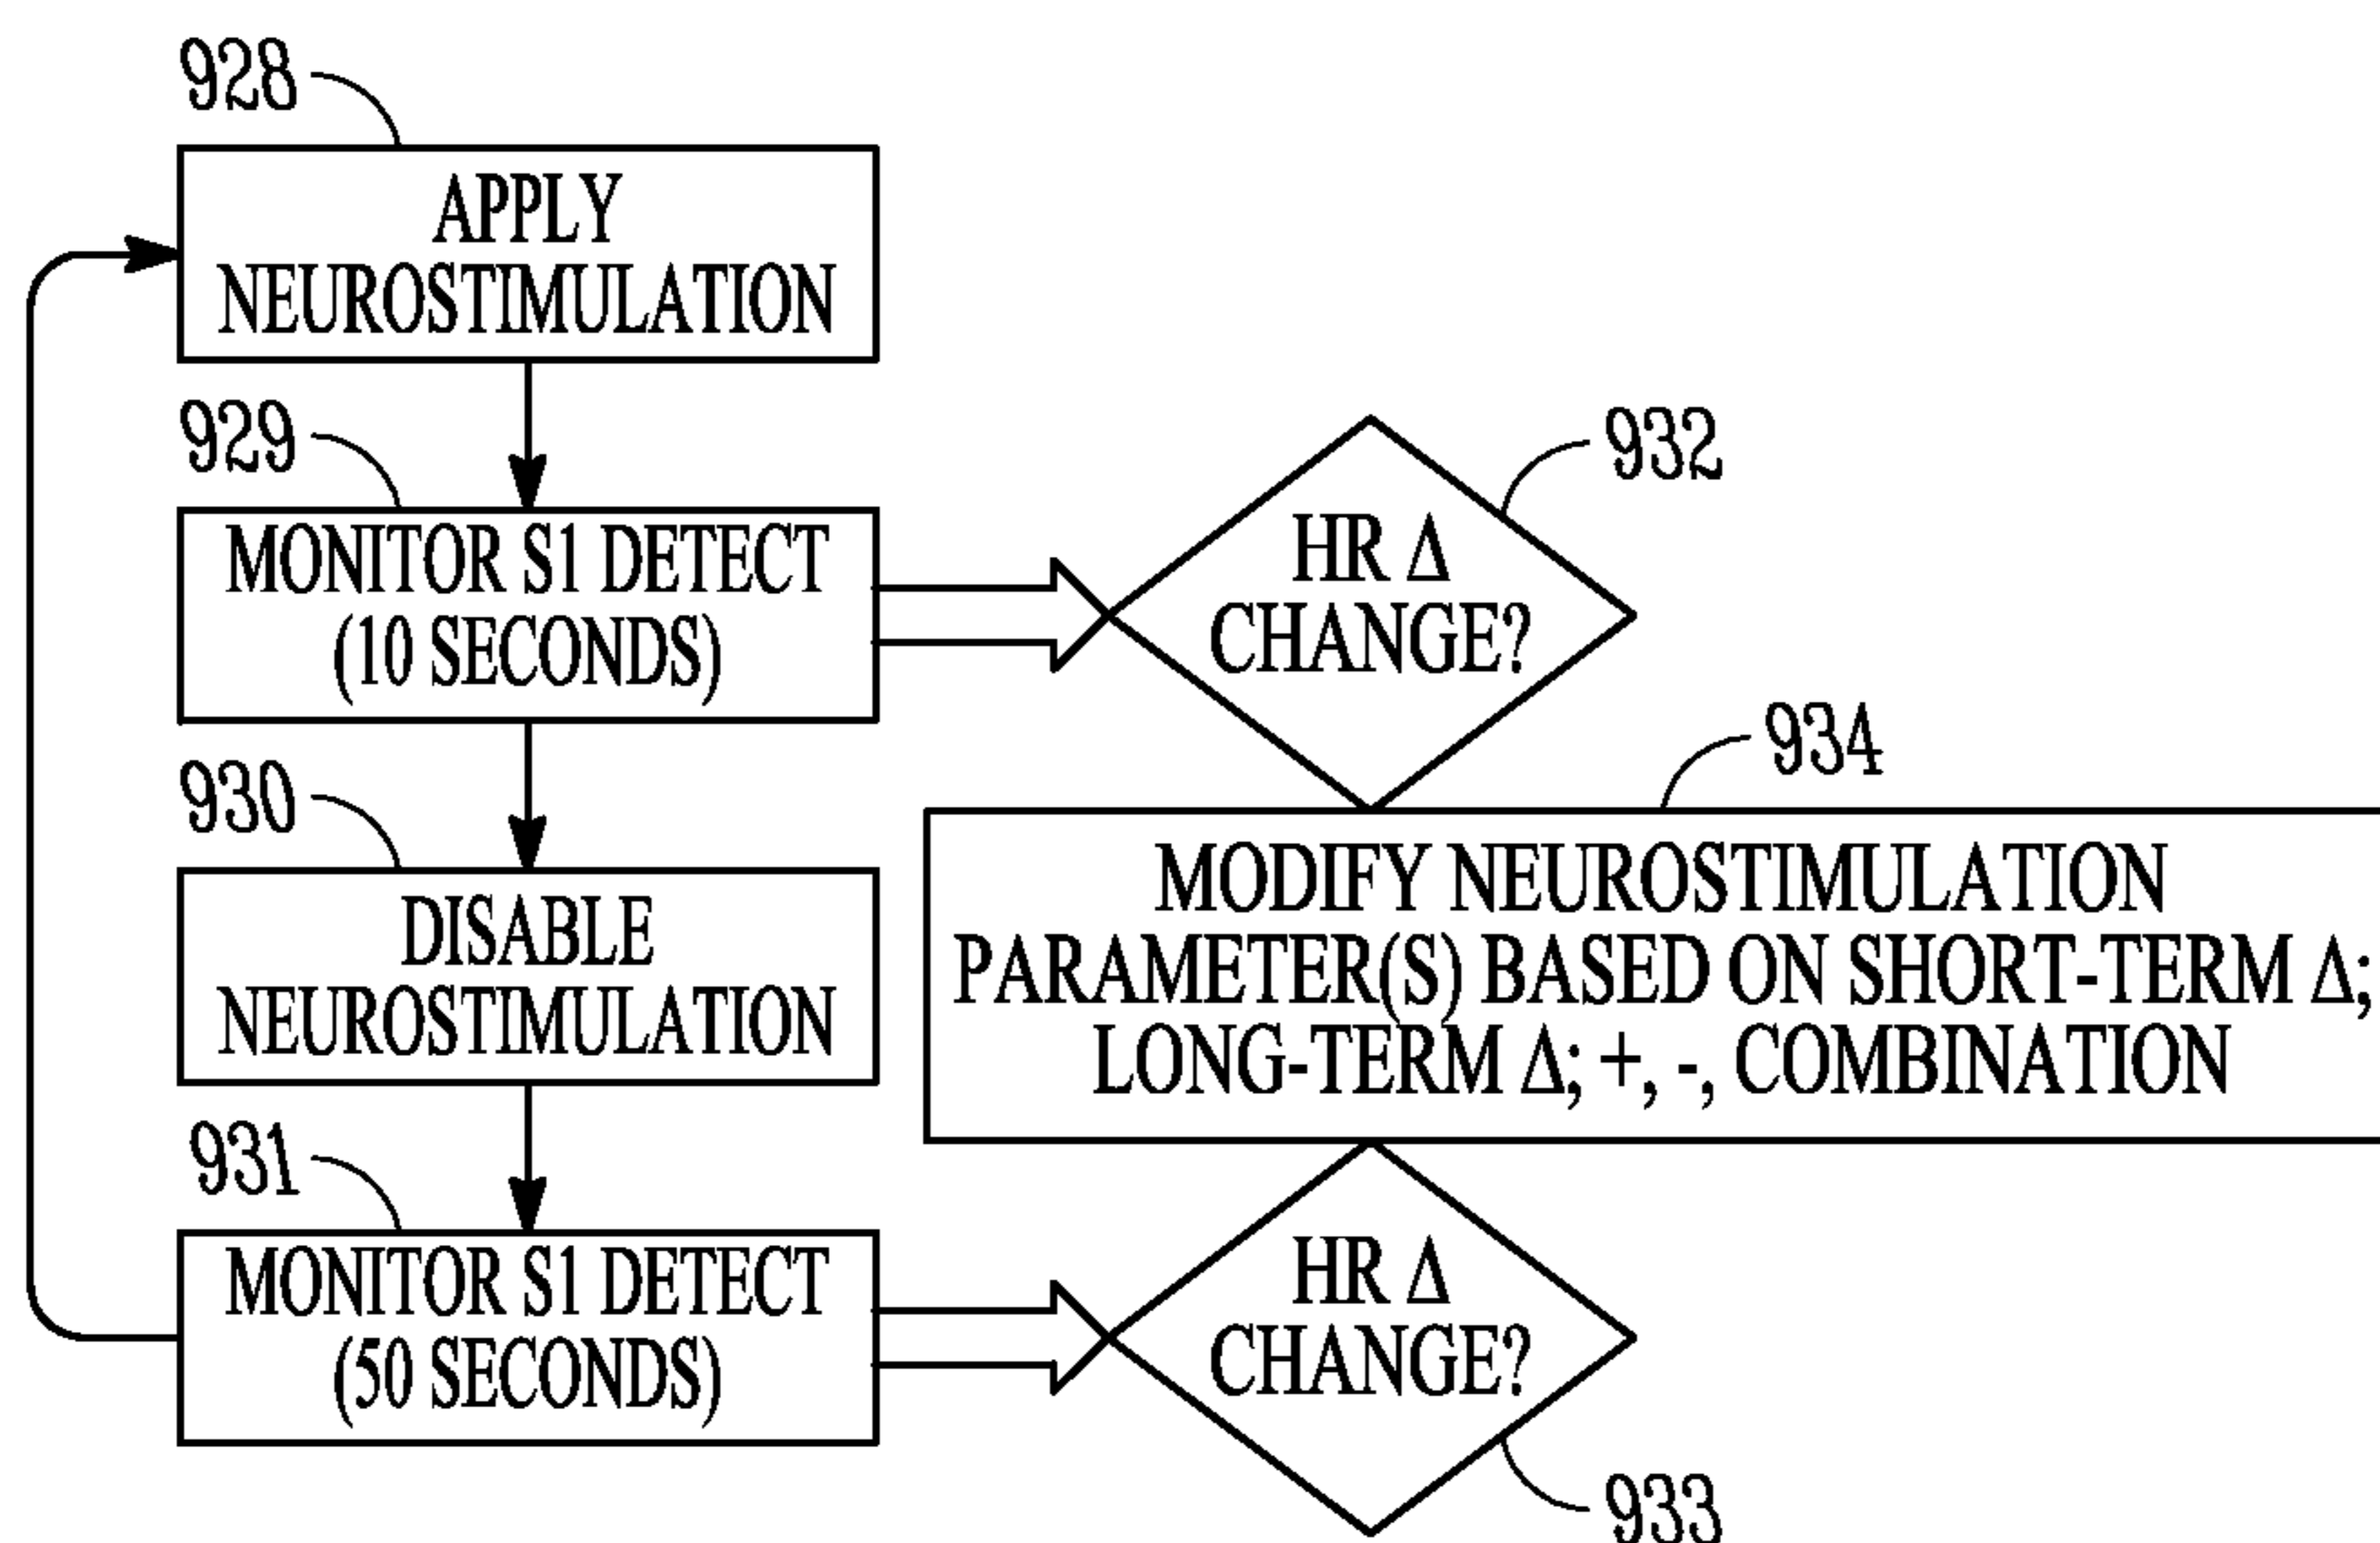 928
APPLY
NEUROSTIMULATION
929
MONITOR S1 DETECT
(10 SECONDS)
932
HR Δ
CHANGE?
930
DISABLE
NEUROSTIMULATION
934
MODIFY NEUROSTIMULATION
PARAMETER(S) BASED ON SHORT-TERM Δ;
LONG-TERM Δ; +, -, COMBINATION
931
MONITOR S1 DETECT
(50 SECONDS)
HR Δ
CHANGE?
933